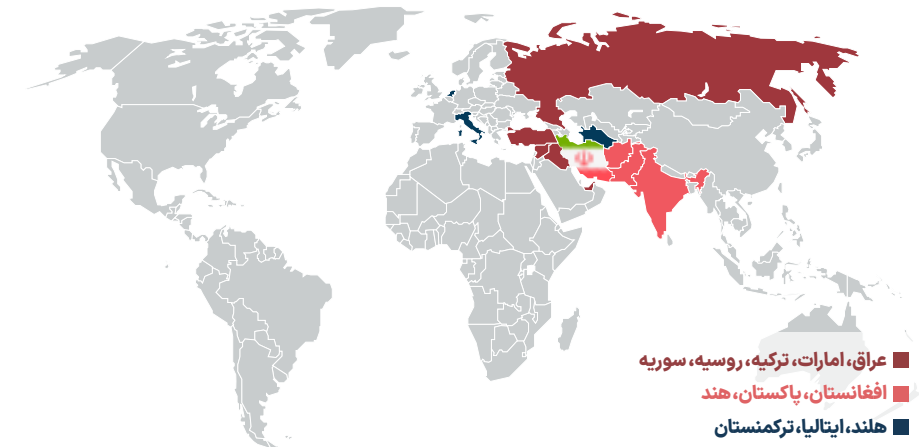 عراق، امارات، ترکیه، روسیه، سوریه
افغانستان، پاکستان، هند
هلند، ایتالیا، ترکمنستان